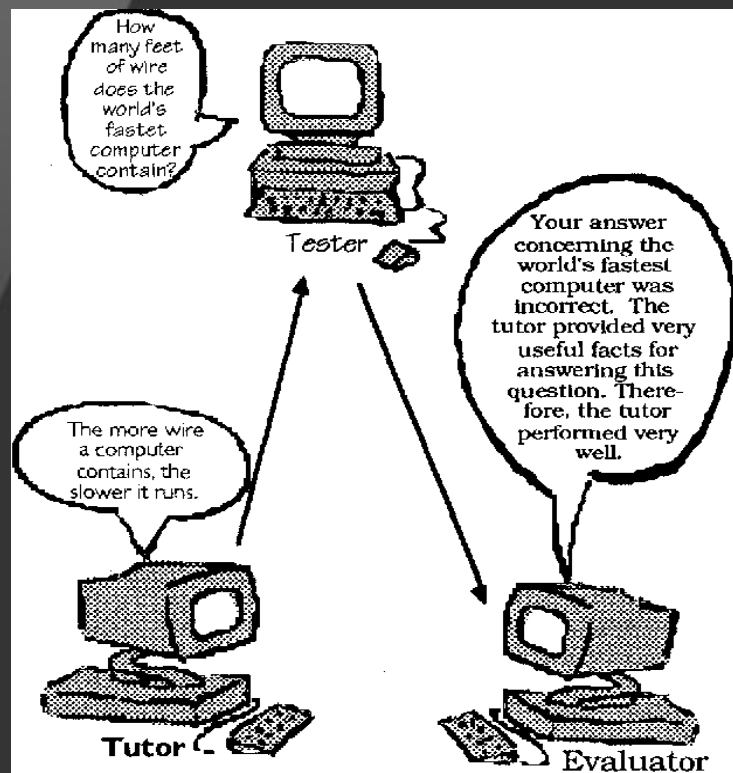 How
many feet
of wire
does the
world's
fastet
computer
contain?
Tester
Your answer
concerning the
world's fastest
computer was
incorrect. The
tutor provided very
useful facts for
answering this
question. There-
fore, the tutor
performed very
well.
The more wire
a computer
contains, the
slower it runs.
Tutor
Evaluator